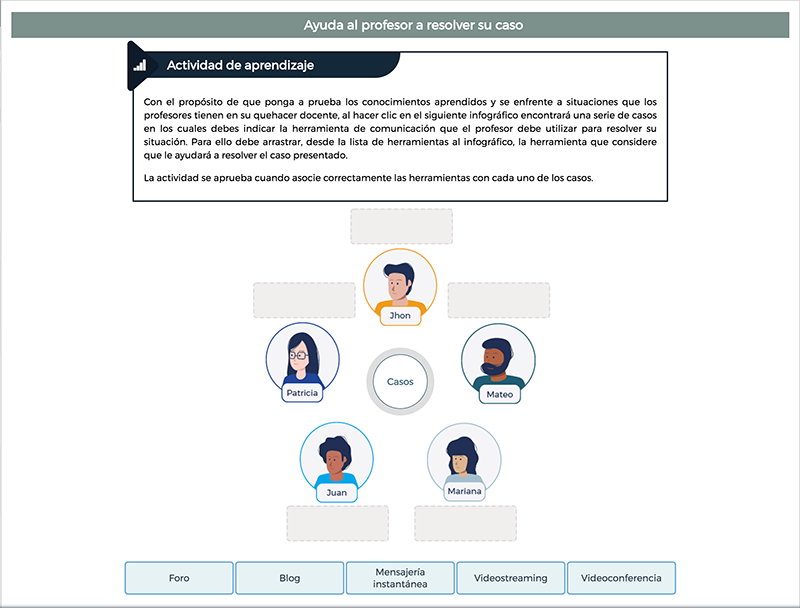 Ayuda al profesor a resolver su caso
Actividad de aprendizaje
Con el propósito de que ponga a prueba los conocimientos aprendidos y se enfrente a situaciones que los
profesores tienen en su quehacer docente, al hacer clic en el siguiente infográfico encontrará una serie de casos
en los cuales debes indicar la herramienta de comunicación que el profesor debe utilizar para resolver su
situación. Para ello debe arrastrar, desde la lista de herramientas al infográfico, la herramienta que considere
que le ayudará a resolver el caso presentado.
La actividad se aprueba cuando asocie correctamente las herramientas con cada uno de los casos.
Jhon
Patricia
Casos
Mateo
Juan
Mariana
Foro
Blog
Mensajería
instantánea
Videostreaming
Videoconferencia